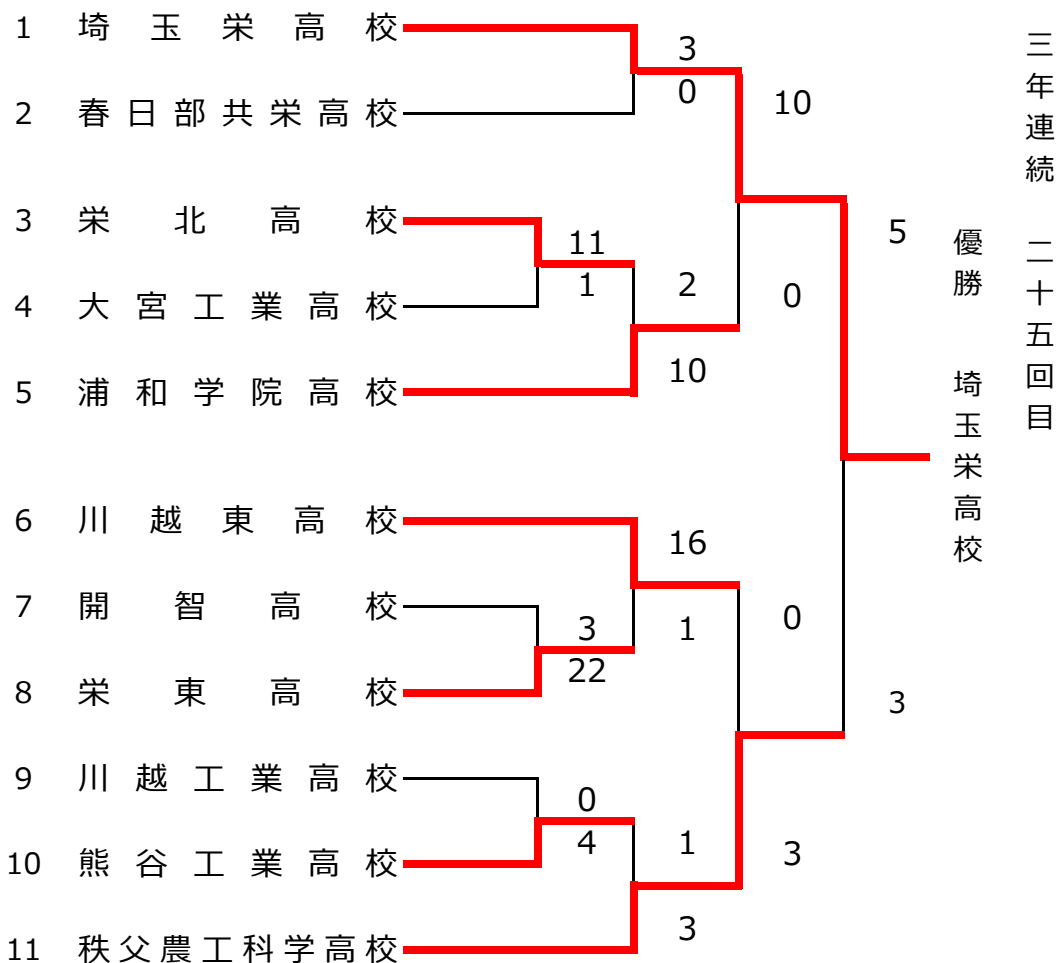 1 埼玉栄高校
2 春日部共栄高校
3 栄北高校
4 大宮工業高校
5 浦和学院高校
6 川越東高校
7 開智高校
8 栄東高校
9 川越工業高校
10 熊谷工業高校
11 秩父農工科学高校
11
1
3
22
0
4
3
0
2
10
16
1
1
3
10
0
0
3
5
3
優勝 埼玉栄高校
三年連続 二十五回目